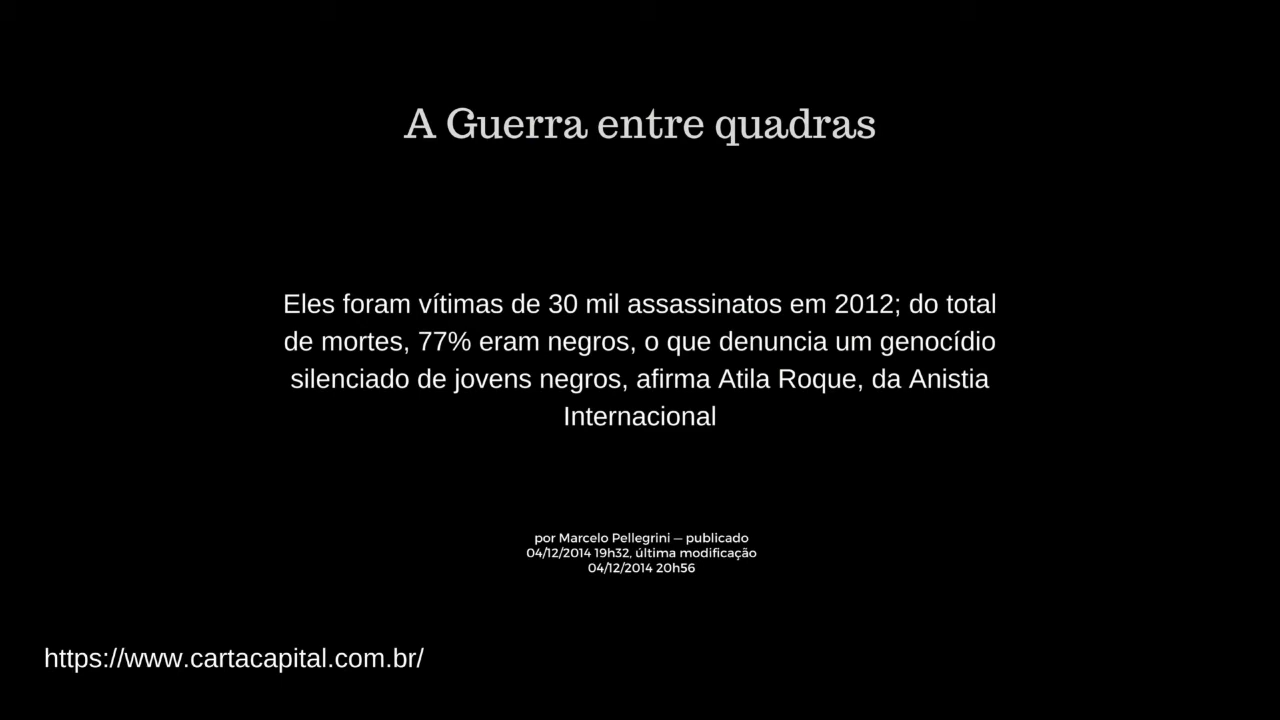 A Guerra entre quadras
Eles foram vítimas de 30 mil assassinatos em 2012; do total
de mortes, 77% eram negros, o que denuncia um genocídio
silenciado de jovens negros, afirma Atila Roque, da Anistia
Internacional
por Marcelo Pellegrini — publicado
04/12/2014 19h32, última modificação
04/12/2014 20h56
https://www.cartacapital.com.br/